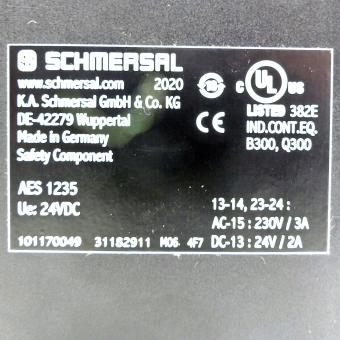 SCHMERSAL
www.schmersal.com 2020
K.A. Schmersal GmbH & Co. KG
DE-42279 Wuppertal
Made in Germany
Safety Component
C UL US
LISTED 382E
IND.CONT.EQ.
B300, Q300
CE
AES 1235
Ue: 24VDC
13-14, 23-24 :
AC-15 : 230V / 3A
DC-13 : 24V / 2A
101170049 31182911 M06 4F7